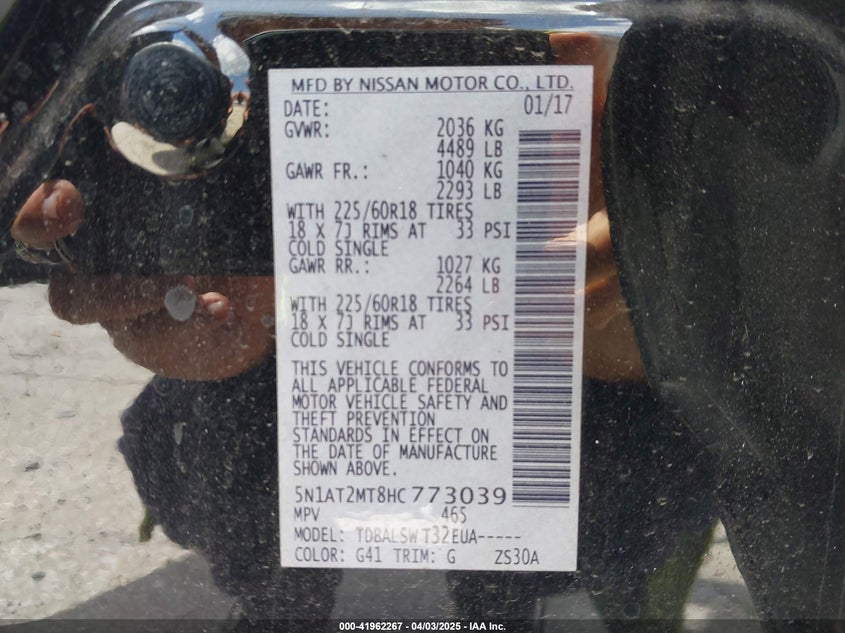 MFD BY NISSAN MOTOR CO., LTD.
DATE: 01/17
GVWR: 2036 KG
4489 LB
GAWR FR.: 1040 KG
2293 LB
WITH 225/60R18 TIRES
18 X 7J RIMS AT 33 PSI
COLD SINGLE
GAWR RR.: 1027 KG
2264 LB
WITH 225/60R18 TIRES
18 X 7J RIMS AT 33 PSI
COLD SINGLE
THIS VEHICLE CONFORMS TO
ALL APPLICABLE FEDERAL
MOTOR VEHICLE SAFETY AND
THEFT PREVENTION
STANDARDS IN EFFECT ON
THE DATE OF MANUFACTURE
SHOWN ABOVE.
5N1AT2MT8HC773039
MPV 465
MODEL: TDBALSW T32EUA-----
COLOR: G41 TRIM: G ZS30A
000-41962267 - 04/03/2025 - IAA Inc.